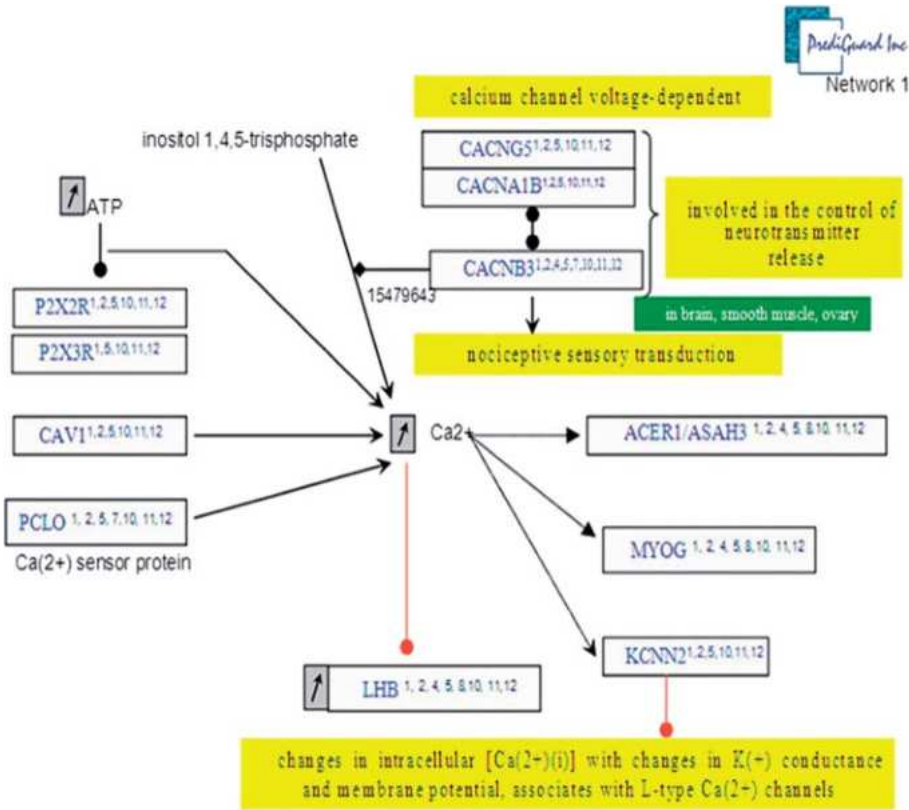 PrediGuard Inc
Network 1
calcium channel voltage-dependent
inositol 1,4,5-trisphosphate
CACNG5 1,2,5,10,11,12
CACNA1B 1,2,5,10,11,12
ATP
involved in the control of
neurotransmitter
release
CACNB3 1,2,4,5,7,10,11,12
15479643
P2X2R 1,2,5,10,11,12
in brain, smooth muscle, ovary
P2X3R 1,5,10,11,12
nociceptive sensory transduction
CAV1 1,2,5,10,11,12
Ca2+
ACER1/ASAH3 1, 2, 4, 5, 8,10, 11,12
PCLO 1, 2, 5, 7,10, 11,12
Ca(2+) sensor protein
MYOG 1, 2, 4, 5, 8,10, 11,12
KCNN2 1,2,5,10,11,12
LHB 1, 2, 4, 5, 8,10, 11,12
changes in intracellular [Ca(2+)(i)] with changes in K(+) conductance
and membrane potential, associates with L-type Ca(2+) channels